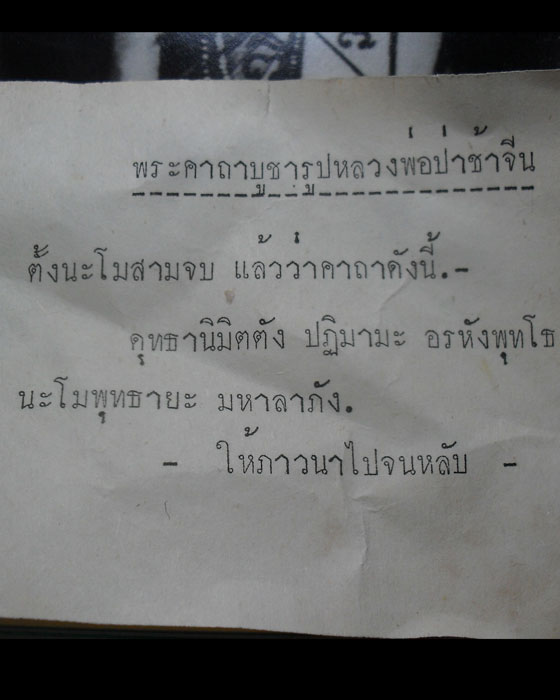 พระคาถาบูชารูปหลวงพ่อป่าช้าจีน
ตั้งนะโมสามจบ แล้วว่าคาถาดังนี้.-
คุทธานิมิตตัง ปฏิมามะ อรหังพุทโธ
นะโมพุทธายะ มหาลาภัง.
- ให้ภาวนาไปจนหลับ -